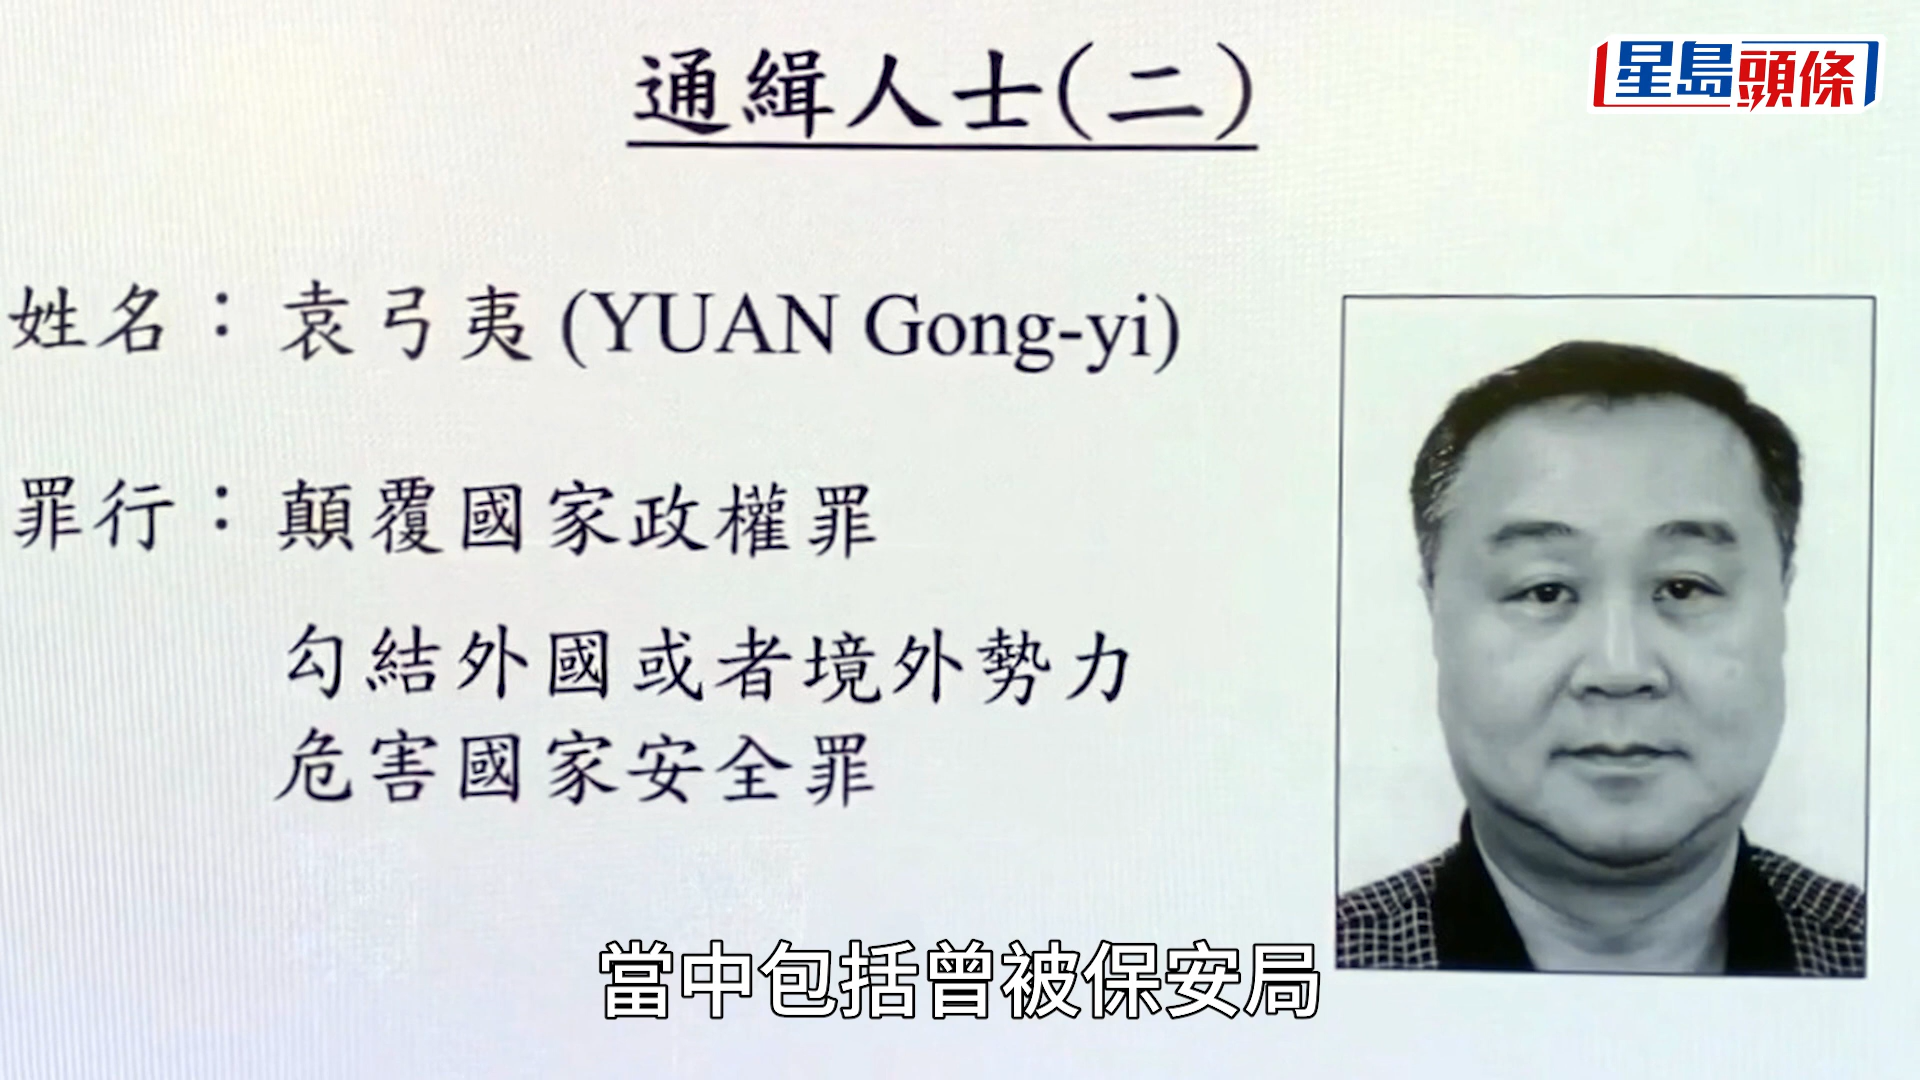 星島頭條
通緝人士(二)
姓名：袁弓夷 (YUAN Gong-yi)
罪行：顛覆國家政權罪
勾結外國或者境外勢力
危害國家安全罪
當中包括曾被保安局